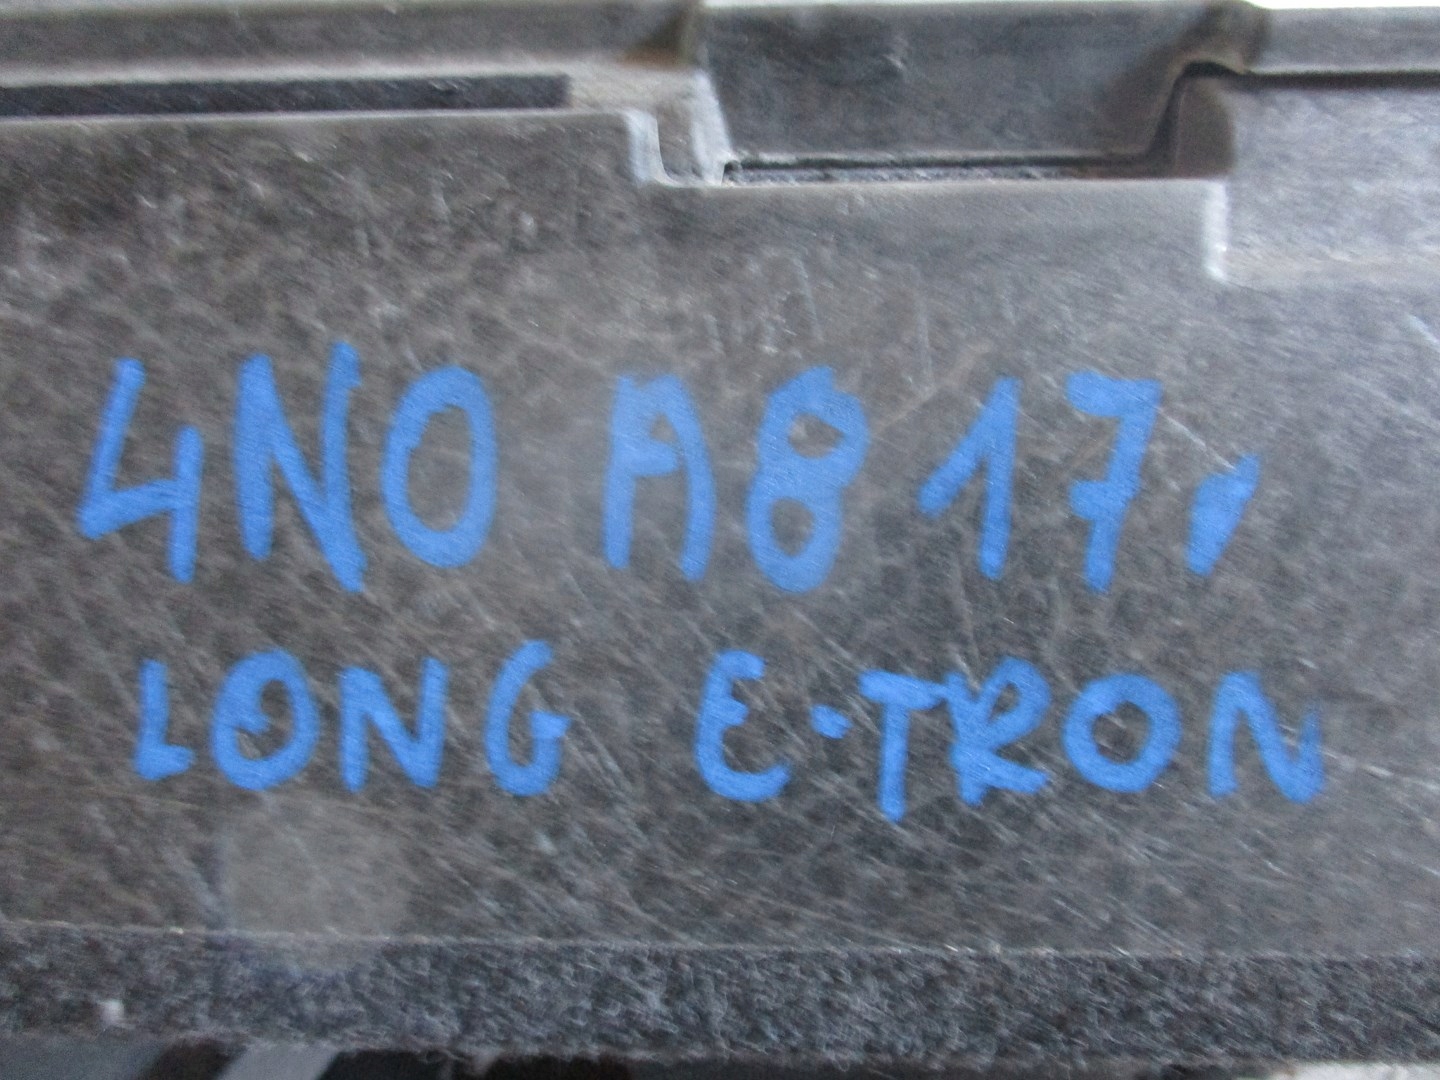 4N0 A8 17,
LONG E-TRON